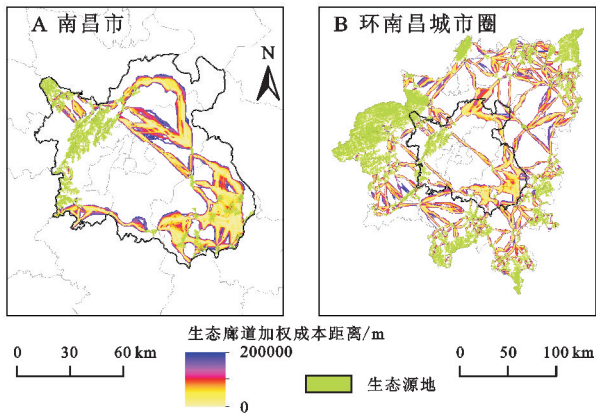 A 南昌市
N
B 环南昌城市圈
生态廊道加权成本距离/m
0 30 60 km
200000
0
生态源地
0 50 100 km